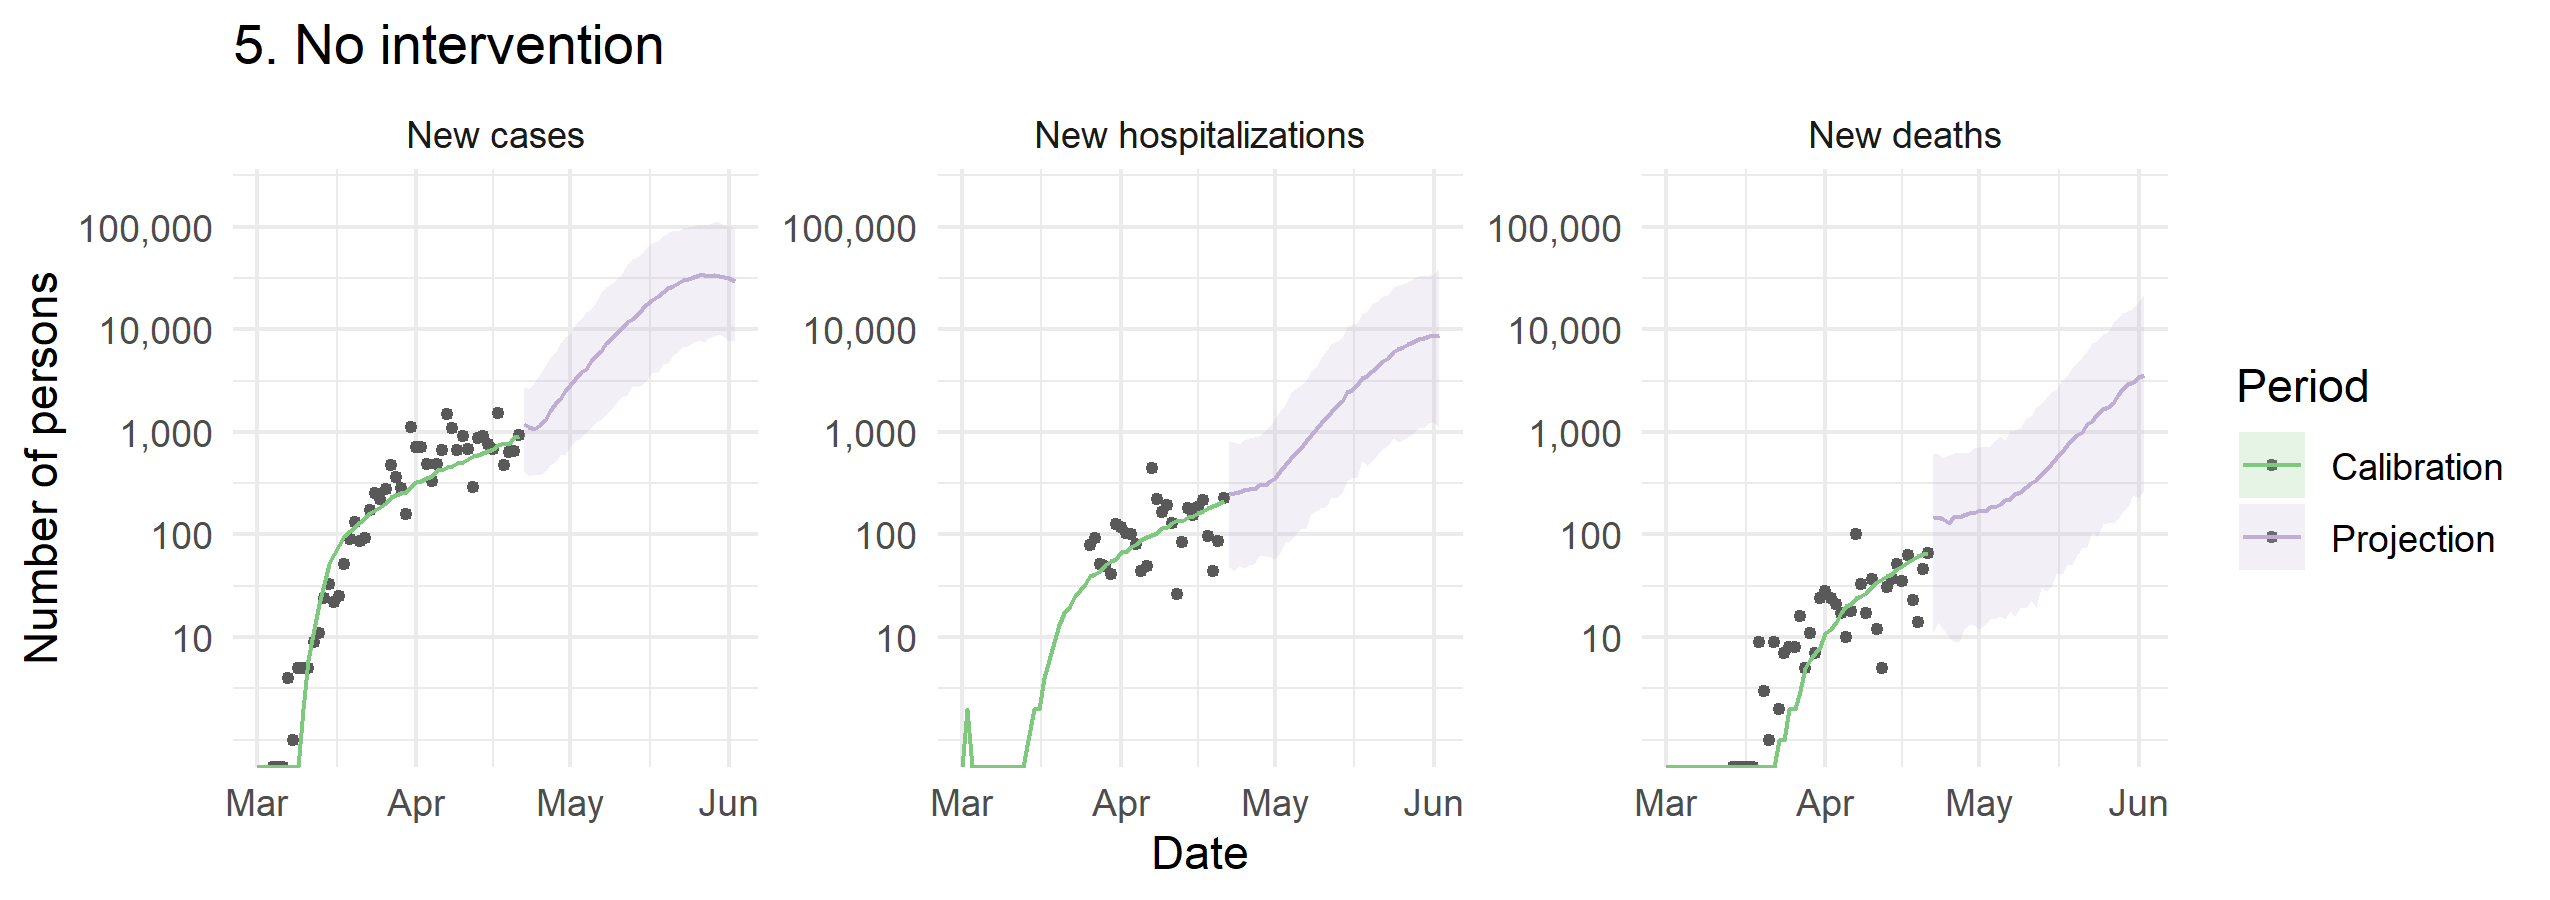 5. No intervention
New cases
New hospitalizations
New deaths
Number of persons
100,000
10,000
1,000
100
10
100,000
10,000
1,000
100
10
100,000
10,000
1,000
100
10
Mar Apr May Jun
Mar Apr May Jun
Mar Apr May Jun
Date
Period
Calibration
Projection